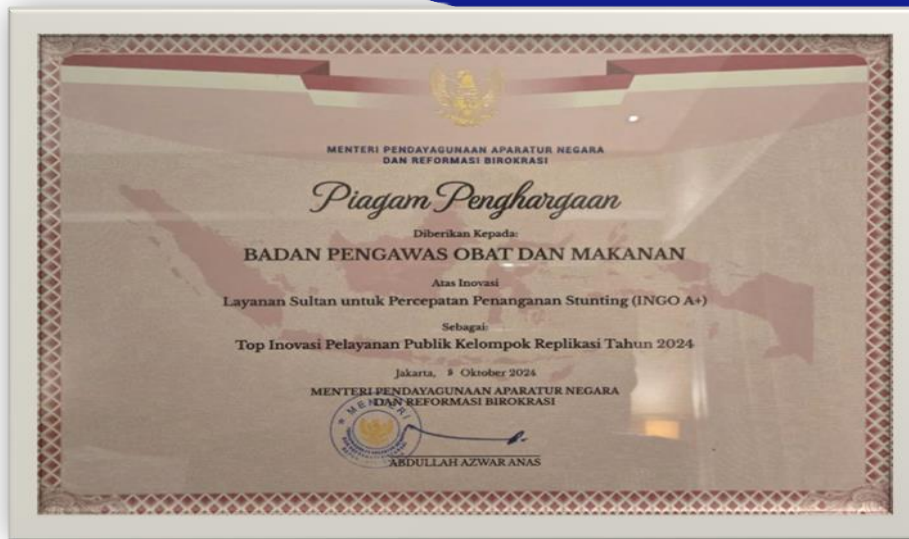 MENTERI PENDAYAGUNAAN APARATUR NEGARA
DAN REFORMASI BIROKRASI
Piagam Penghargaan
Diberikan Kepada:
BADAN PENGAWAS OBAT DAN MAKANAN
Atas Inovasi
Layanan Sultan untuk Percepatan Penanganan Stunting (INGO A+)
Sebagai:
Top Inovasi Pelayanan Publik Kelompok Replikasi Tahun 2024
Jakarta, Oktober 2024
MENTERI PENDAYAGUNAAN APARATUR NEGARA
DAN REFORMASI BIROKRASI
MENTERI
ABDULLAH AZWAR ANAS